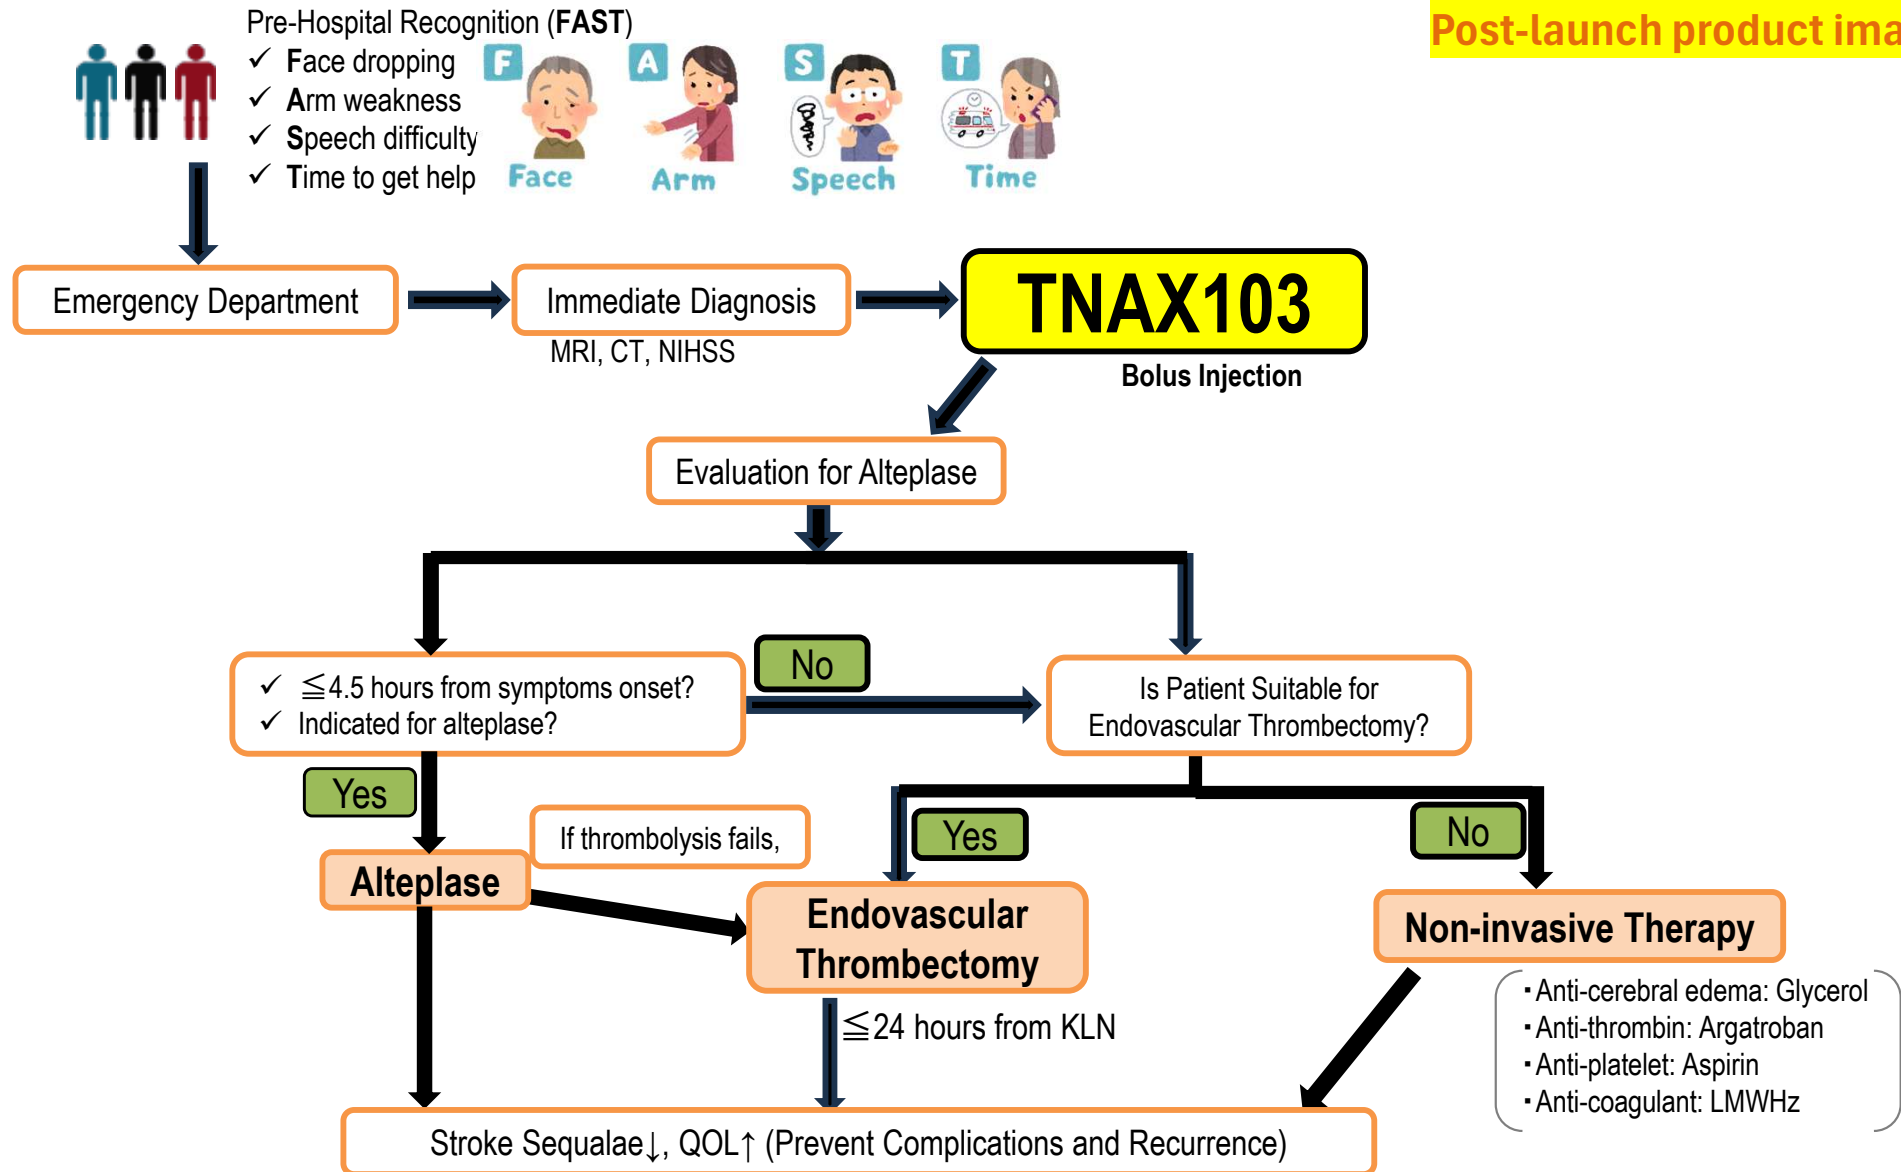 Pre-Hospital Recognition (FAST)
✓ Face dropping
✓ Arm weakness
✓ Speech difficulty
✓ Time to get help
F
A
S
T
Face
Arm
Speech
Time
Post-launch product ima
Emergency Department
Immediate Diagnosis
MRI, CT, NIHSS
TNAX103
Bolus Injection
Evaluation for Alteplase
✓ ≦4.5 hours from symptoms onset?
✓ Indicated for alteplase?
No
Is Patient Suitable for
Endovascular Thrombectomy?
Yes
If thrombolysis fails,
Yes
No
Alteplase
Endovascular
Thrombectomy
Non-invasive Therapy
≦24 hours from KLN
・Anti-cerebral edema: Glycerol
・Anti-thrombin: Argatroban
・Anti-platelet: Aspirin
・Anti-coagulant: LMWHz
Stroke Sequalae↓, QOL↑ (Prevent Complications and Recurrence)